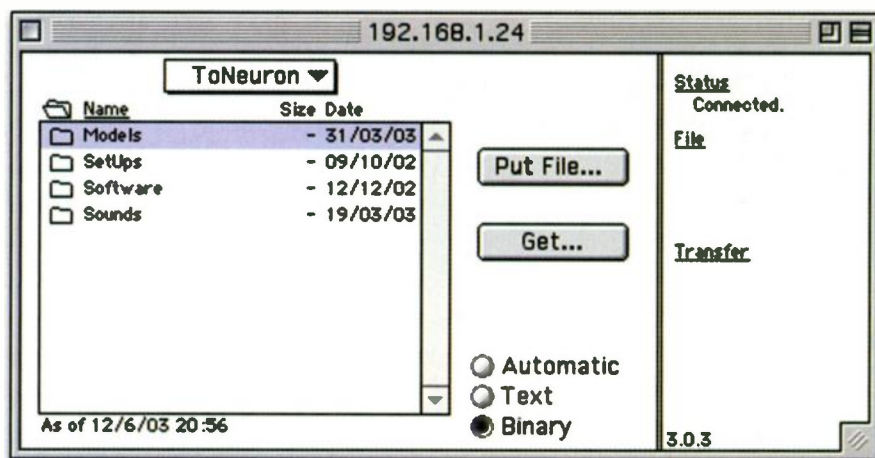 192.168.1.24
ToNeuron
Name Size Date
Models - 31/03/03
SetUps - 09/10/02
Software - 12/12/02
Sounds - 19/03/03
As of 12/6/03 20:56
Put File...
Get...
Automatic
Text
Binary
Status
Connected.
File
Transfer
3.0.3